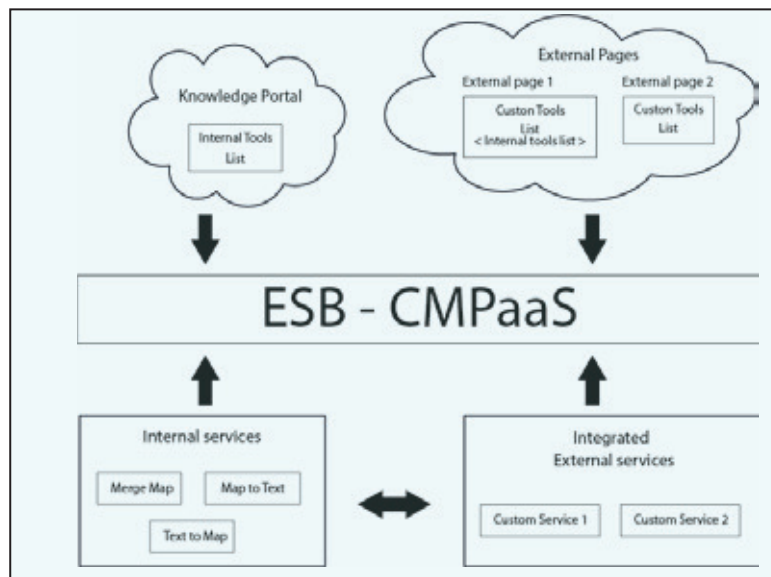 External Pages
Knowledge Portal
External page 1
External page 2
Internal Tools
List
Custon Tools
List
< Internal tools list >
Custon Tools
List
ESB - CMPaaS
Internal services
Merge Map
Map to Text
Text to Map
Integrated
External services
Custom Service 1
Custom Service 2